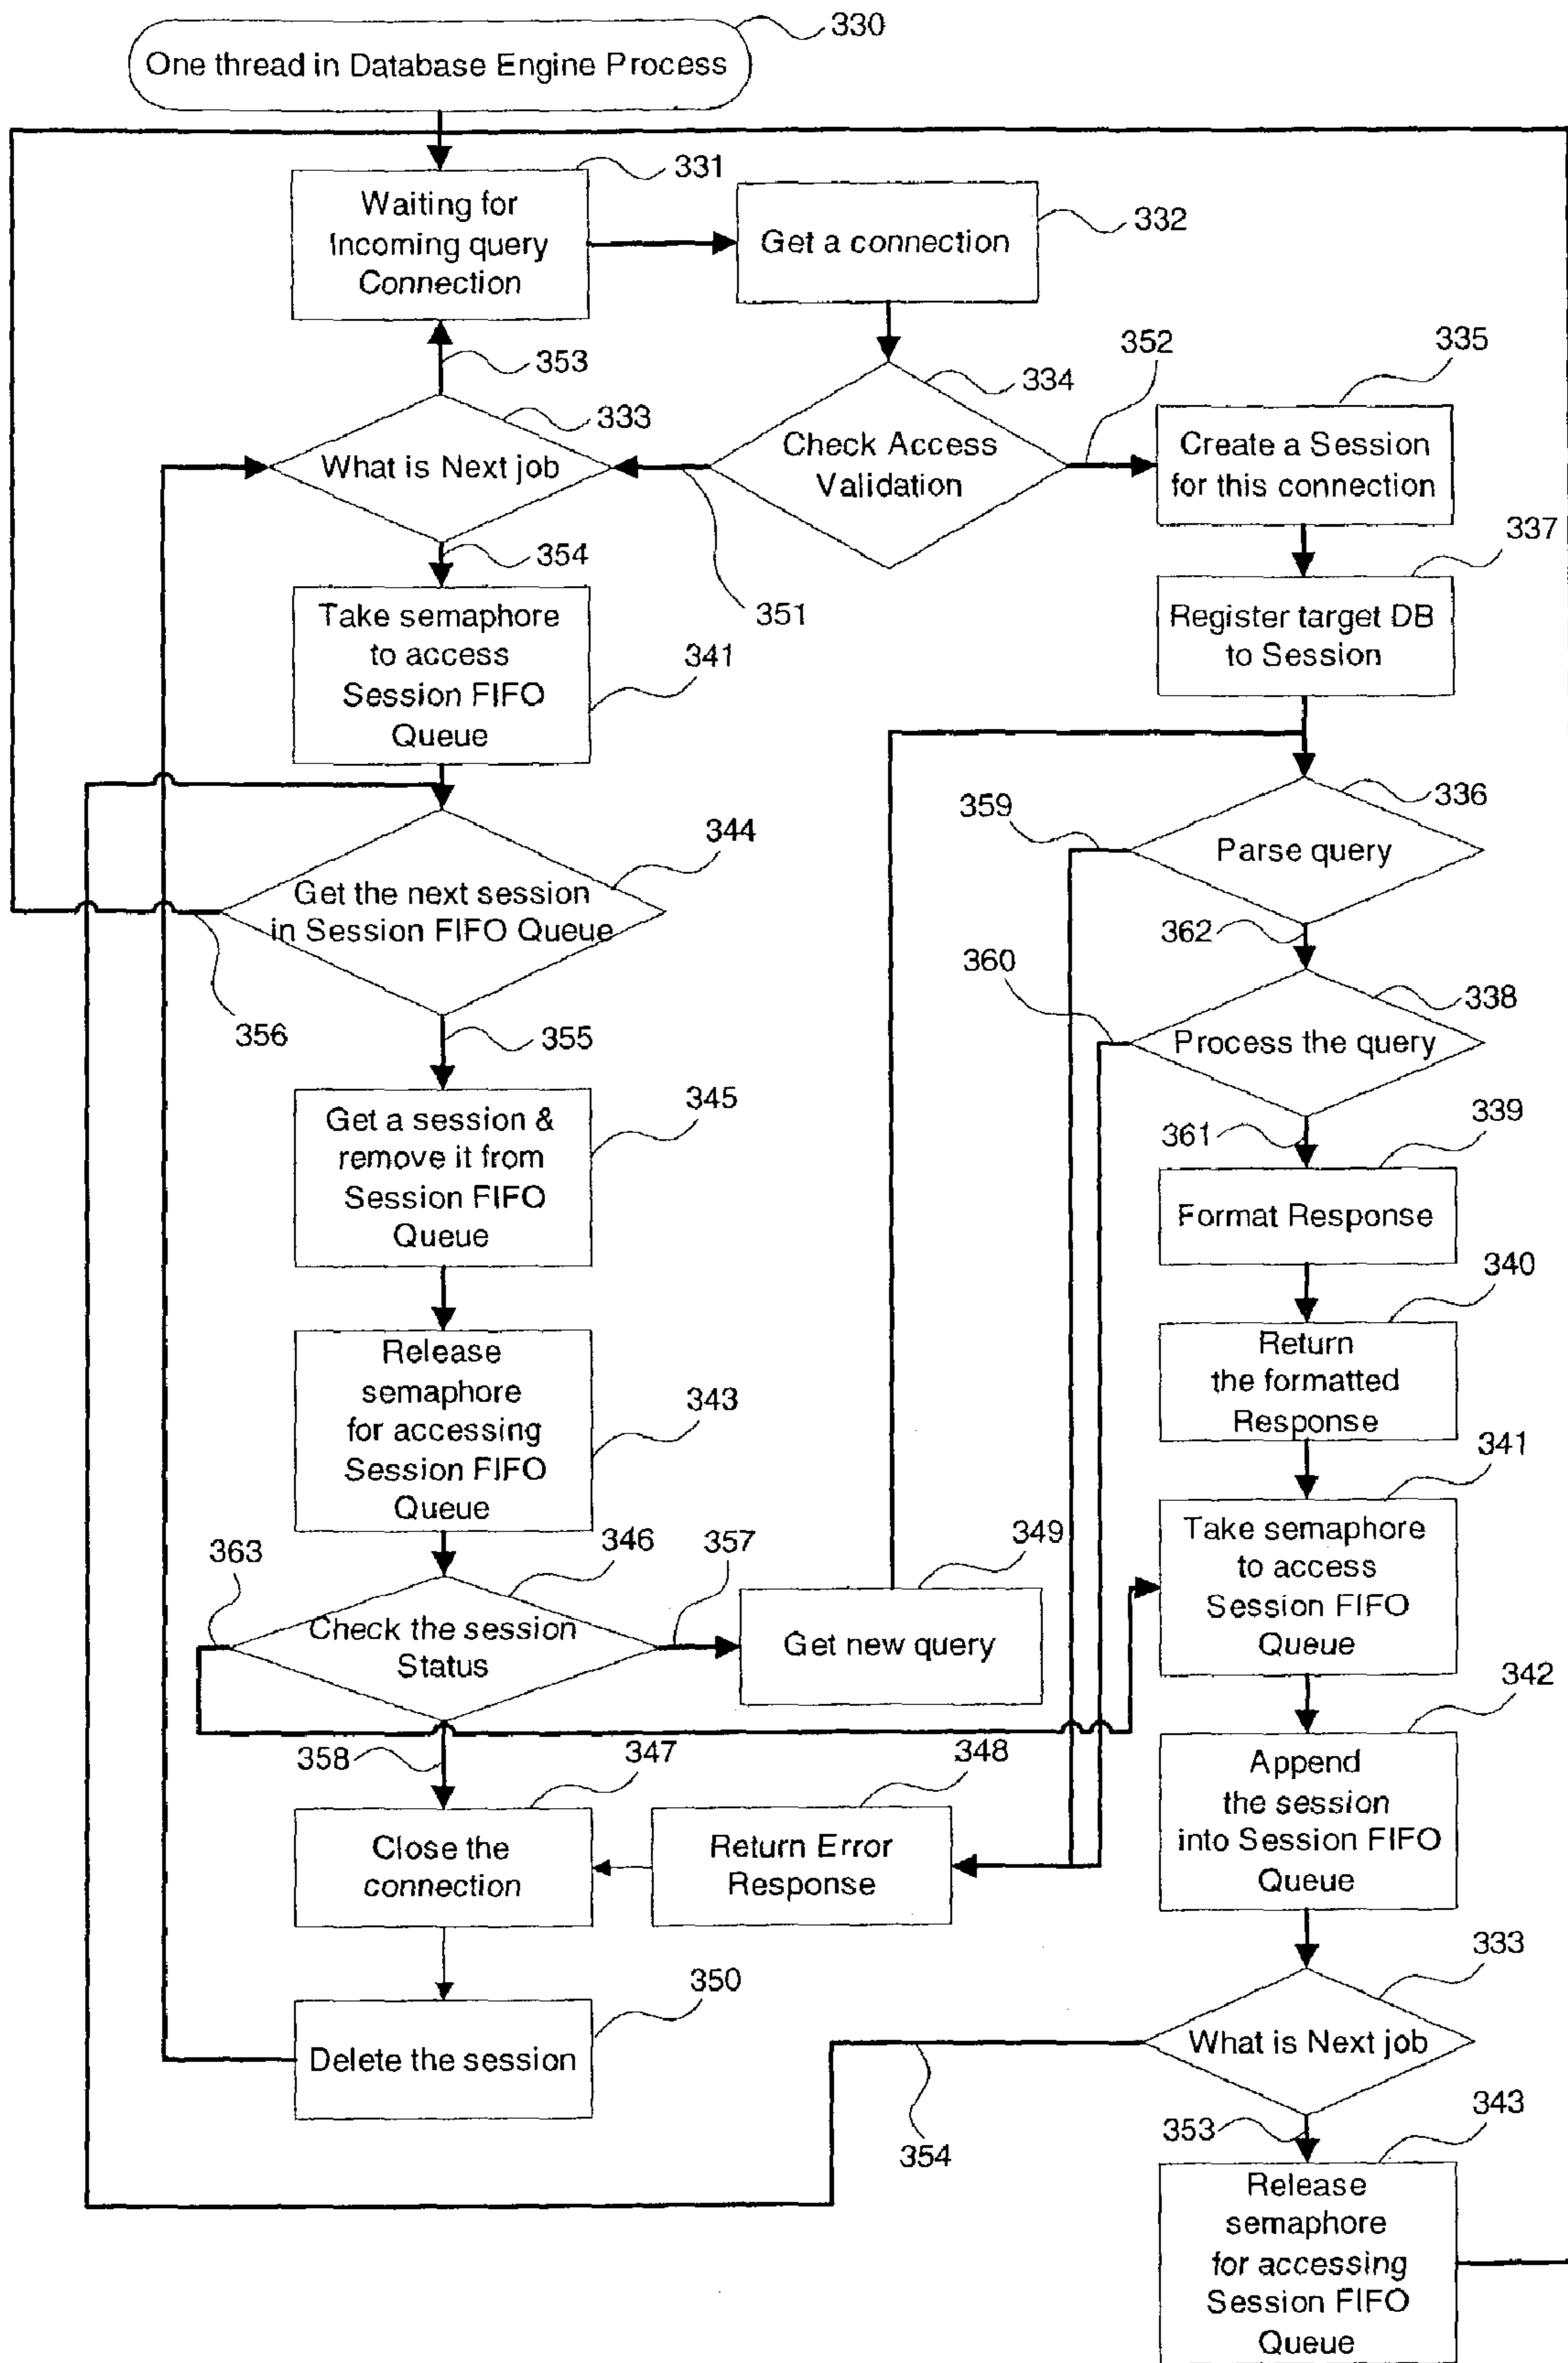 330
One thread in Database Engine Process
331
Waiting for
Incoming query
Connection
332
Get a connection
353
333
What is Next job
334
Check Access
Validation
352
335
Create a Session
for this connection
351
354
337
Register target DB
to Session
Take semaphore
to access
Session FIFO
Queue
341
359
336
Parse query
344
Get the next session
in Session FIFO Queue
362
360
338
Process the query
356
355
361
339
Format Response
345
Get a session &
remove it from
Session FIFO
Queue
340
Return
the formatted
Response
Release
semaphore
for accessing
Session FIFO
Queue
343
341
Take semaphore
to access
Session FIFO
Queue
363
346
357
349
Check the session
Status
Get new query
342
Append
the session
into Session FIFO
Queue
358
347
348
Close the
connection
Return Error
Response
333
What is Next job
350
Delete the session
354
353
343
Release
semaphore
for accessing
Session FIFO
Queue